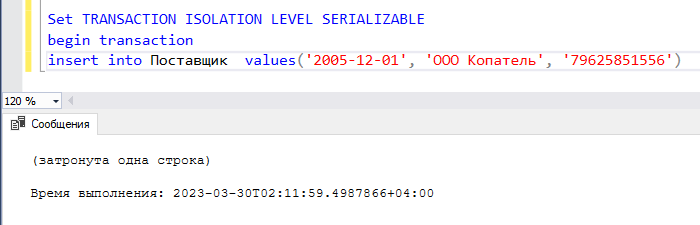 Set TRANSACTION ISOLATION LEVEL SERIALIZABLE
begin transaction
insert into Поставщик  values('2005-12-01', 'ООО Копатель', '79625851556')
120 %
Сообщения
(затронута одна строка)
Время выполнения: 2023-03-30T02:11:59.4987866+04:00